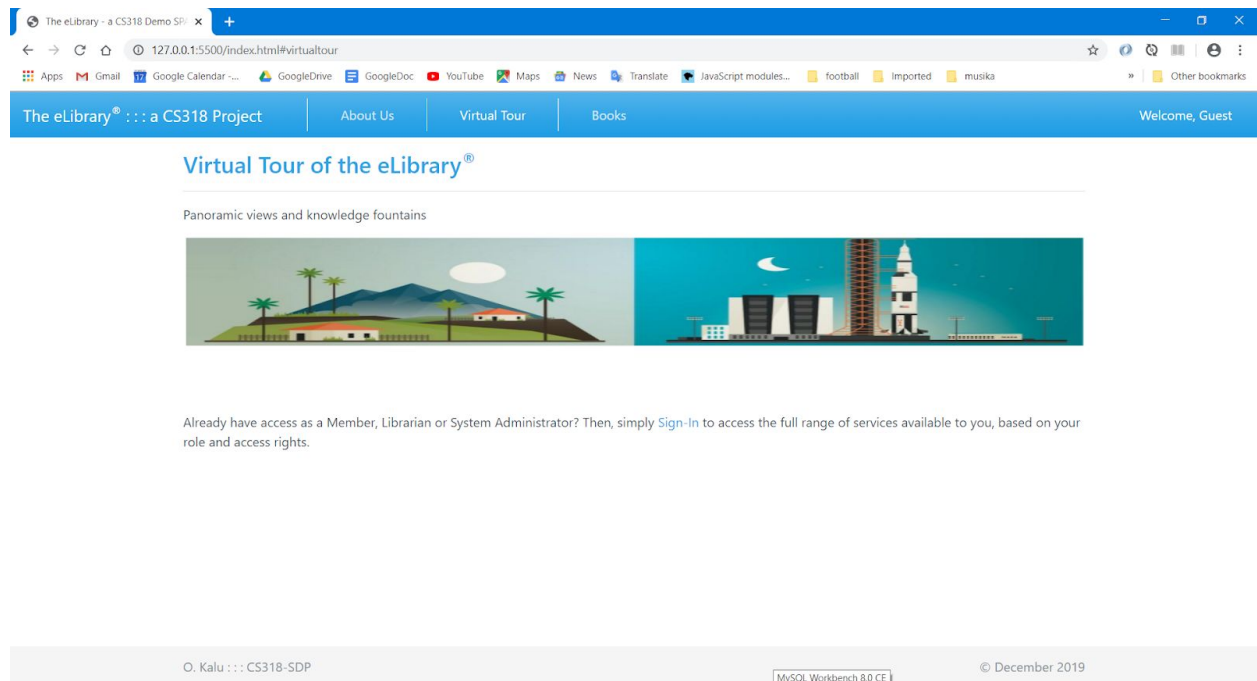 The eLibrary - a CS318 Demo SPA
127.0.0.1:5500/index.html#virtualtour
Apps Gmail 17 Google Calendar -... GoogleDrive GoogleDoc YouTube Maps News Translate JavaScript modules... football Imported musika » Other bookmarks
The eLibrary® : : : a CS318 Project About Us Virtual Tour Books Welcome, Guest
Virtual Tour of the eLibrary®
Panoramic views and knowledge fountains
Already have access as a Member, Librarian or System Administrator? Then, simply Sign-In to access the full range of services available to you, based on your
role and access rights.
O. Kalu : : : CS318-SDP © December 2019
MySQL Workbench 8.0 CE